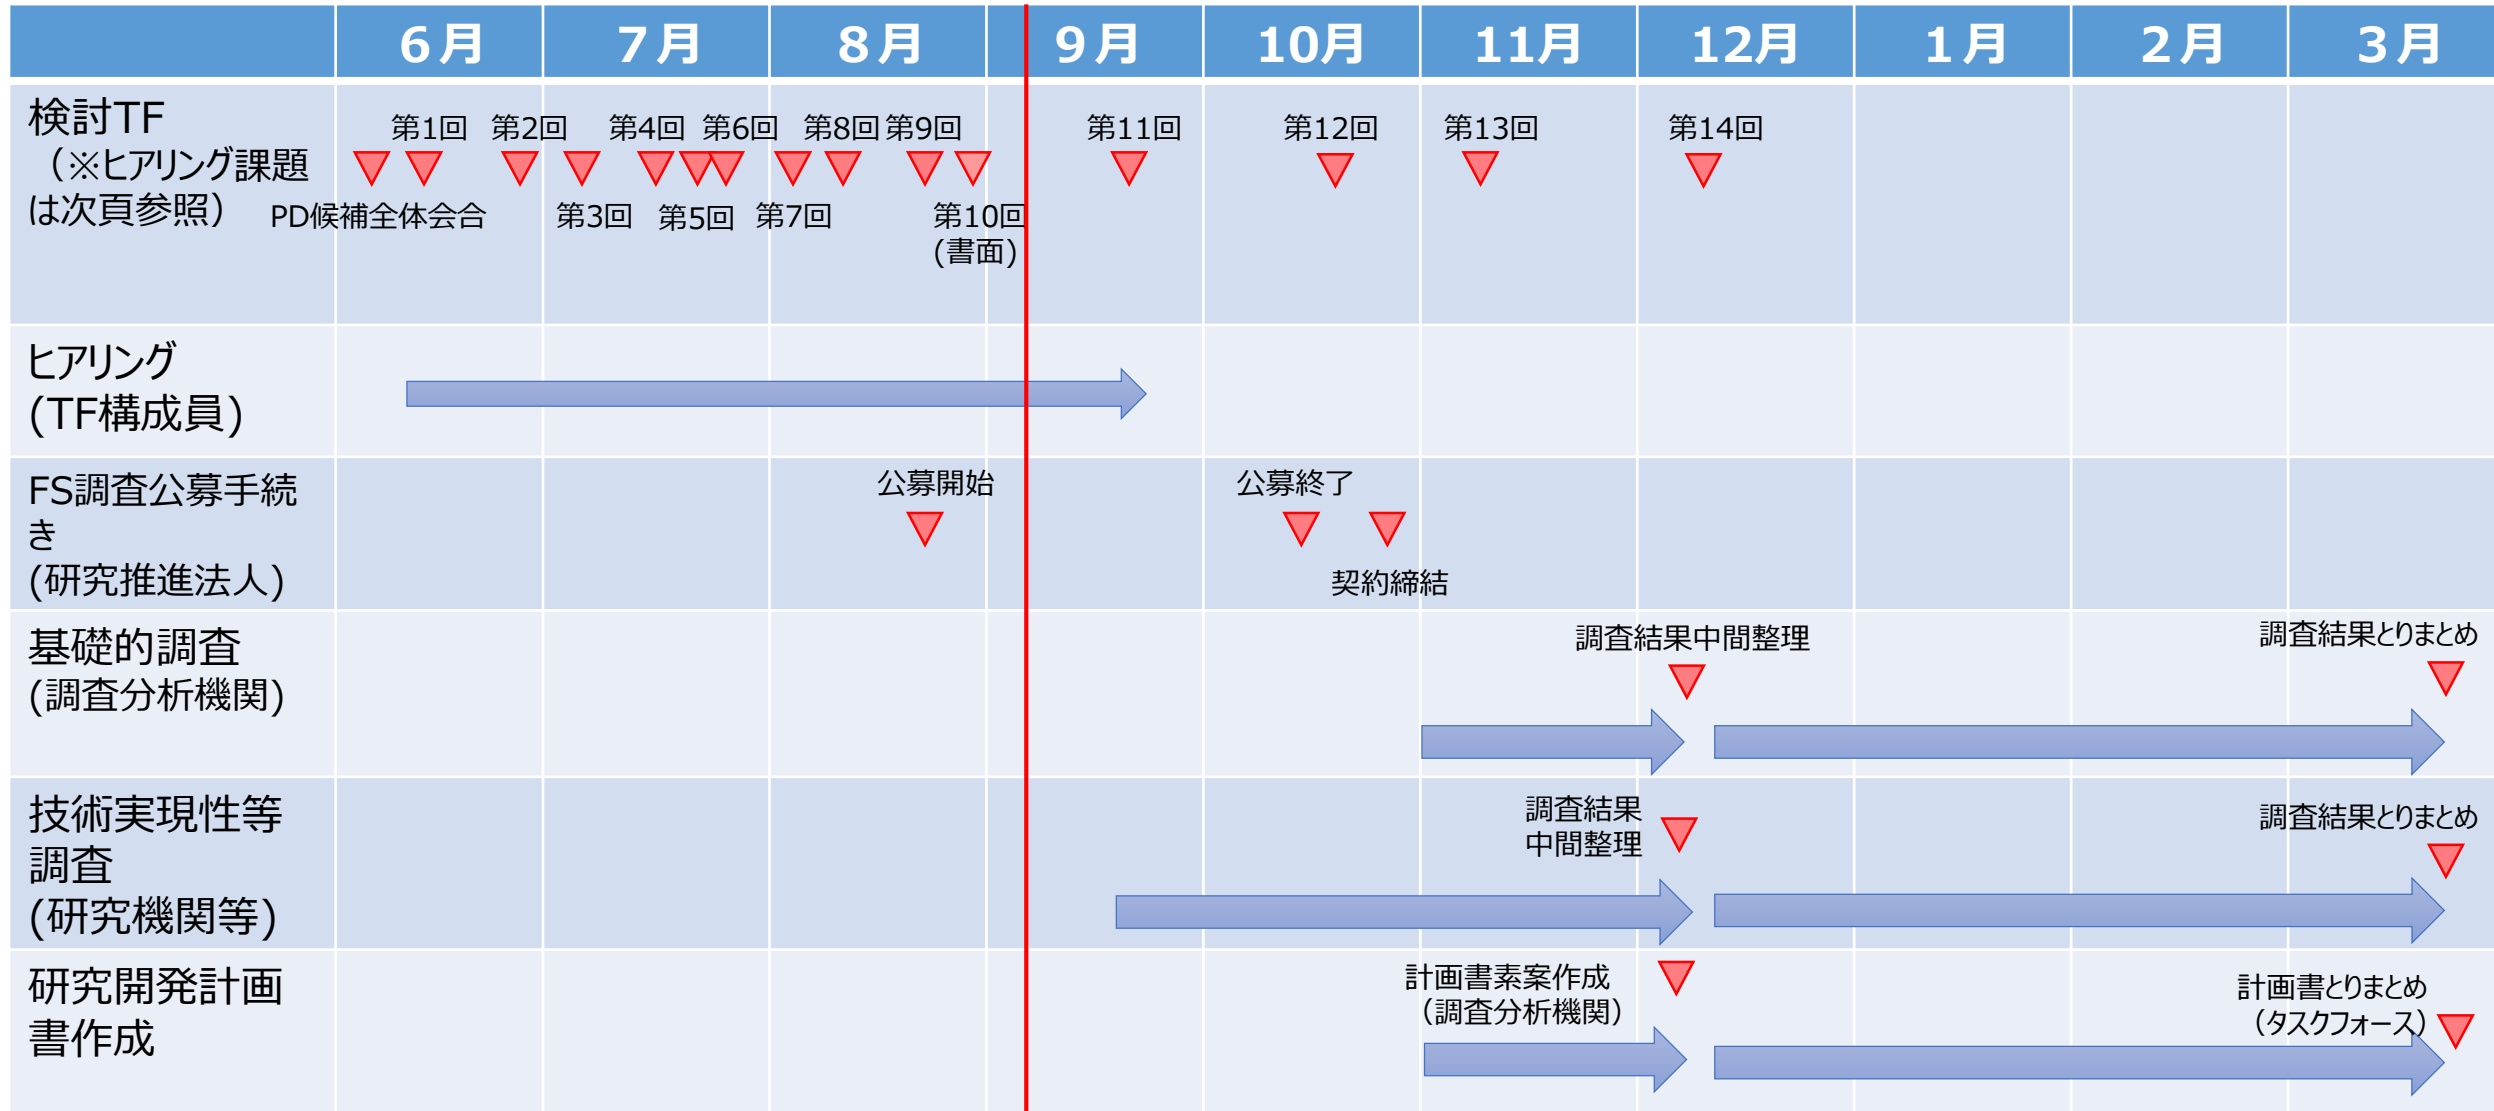 6月 7月 8月 9月 10月 11月 12月 1月 2月 3月
検討TF
（※ヒアリング課題
は次頁参照）
第1回 第2回 第4回 第6回 第8回 第9回 第11回 第12回 第13回 第14回
PD候補全体会合 第3回 第5回 第7回 第10回
(書面)
ヒアリング
(TF構成員)
FS調査公募手続
き
(研究推進法人)
公募開始 公募終了
契約締結
基礎的調査
(調査分析機関)
調査結果中間整理 調査結果とりまとめ
技術実現性等
調査
(研究機関等)
調査結果
中間整理
調査結果とりまとめ
研究開発計画
書作成
計画書素案作成
（調査分析機関）
計画書とりまとめ
（タスクフォース）